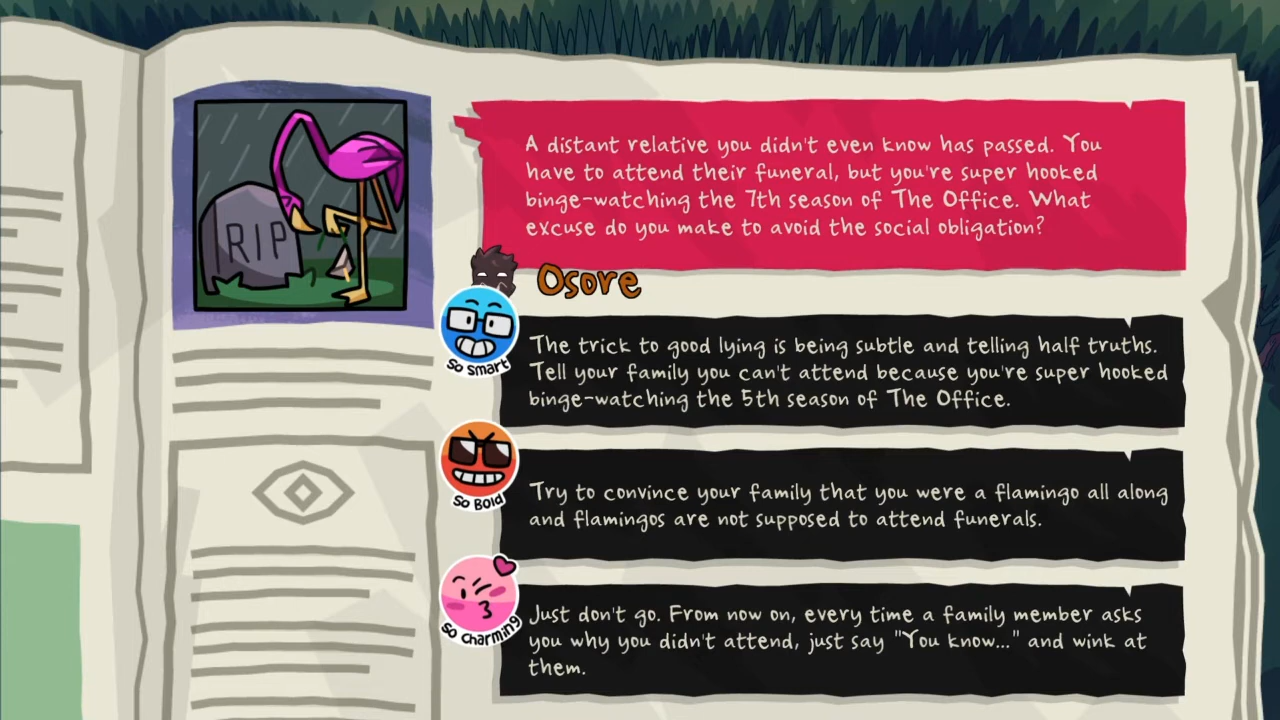 A distant relative you didn't even know has passed. You
have to attend their funeral, but you're super hooked
binge-watching the 7th season of The Office. What
excuse do you make to avoid the social obligation?
RIP
Osore
So smart
The trick to good lying is being subtle and telling half truths.
Tell your family you can't attend because you're super hooked
binge-watching the 5th season of The Office.
So Bold
Try to convince your family that you were a flamingo all along
and flamingos are not supposed to attend funerals.
So charming
Just don't go. From now on, every time a family member asks
you why you didn't attend, just say "You know..." and wink at
them.